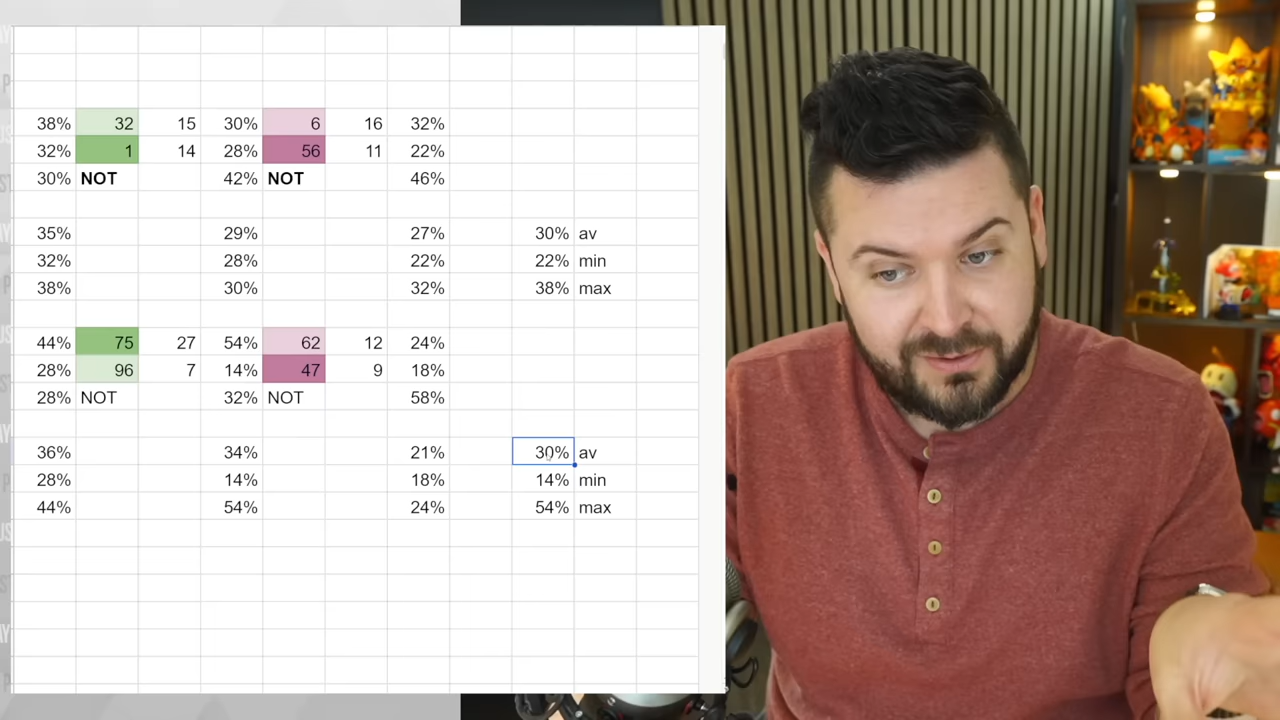 38% 32 15 30% 6 16 32%
32% 1 14 28% 56 11 22%
30% NOT 42% NOT 46%
35% 29% 27% 30% av
32% 28% 22% 22% min
38% 30% 32% 38% max
44% 75 27 54% 62 12 24%
28% 96 7 14% 47 9 18%
28% NOT 32% NOT 58%
36% 34% 21% 30% av
28% 14% 18% 14% min
44% 54% 24% 54% max